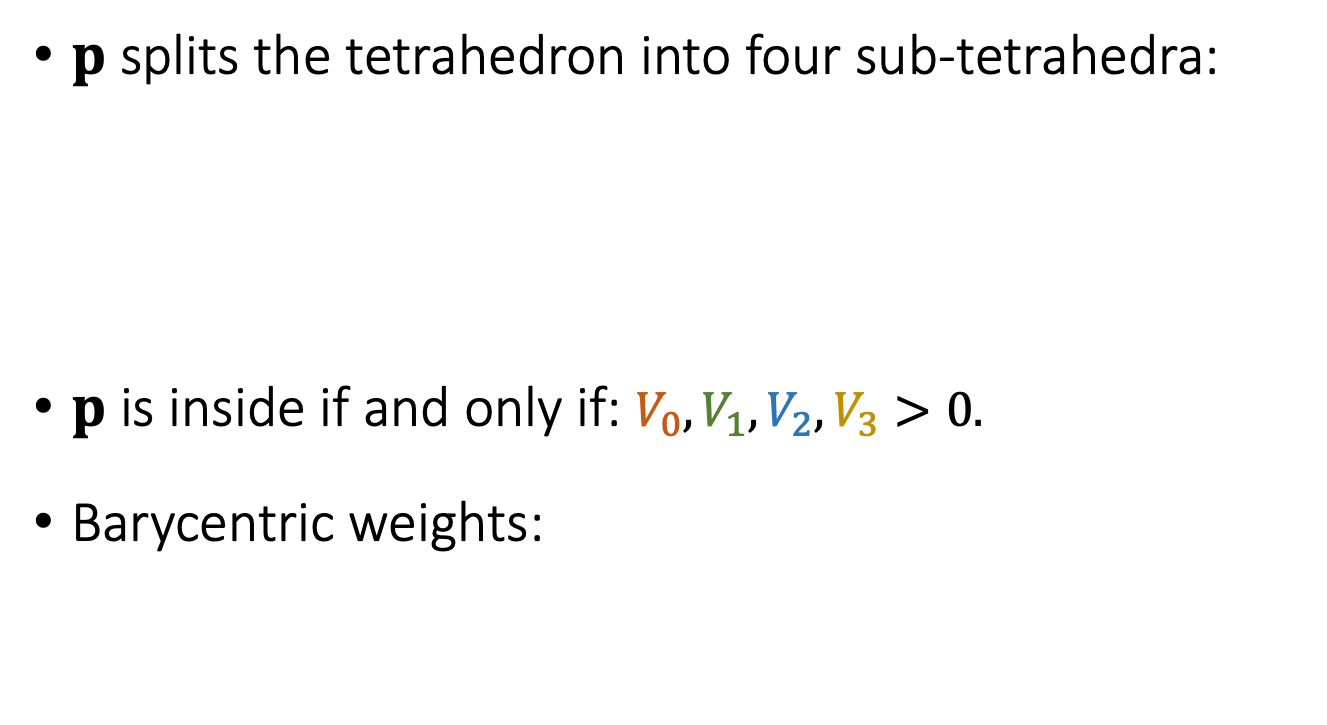 • p splits the tetrahedron into four sub-tetrahedra:
• p is inside if and only if: V₀, V₁, V₂, V₃ > 0.
• Barycentric weights: